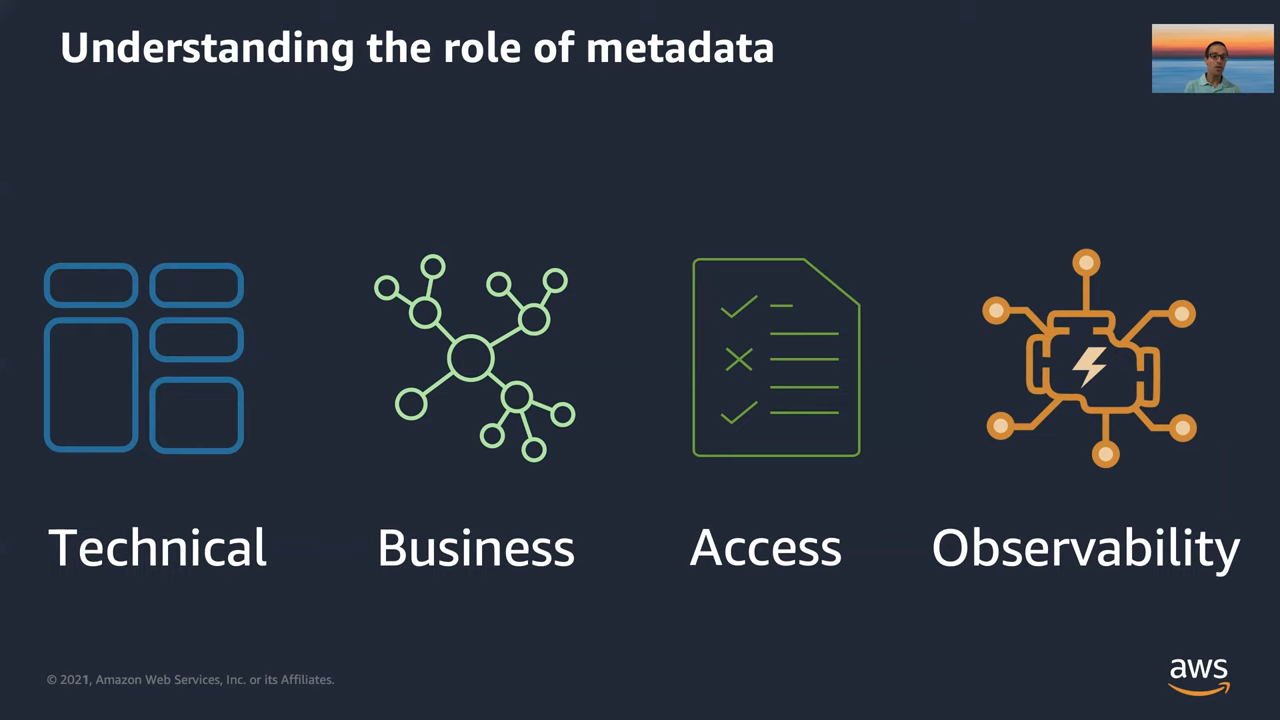 Understanding the role of metadata
Technical
Business
Access
Observability
© 2021, Amazon Web Services, Inc. or its Affiliates.
aws